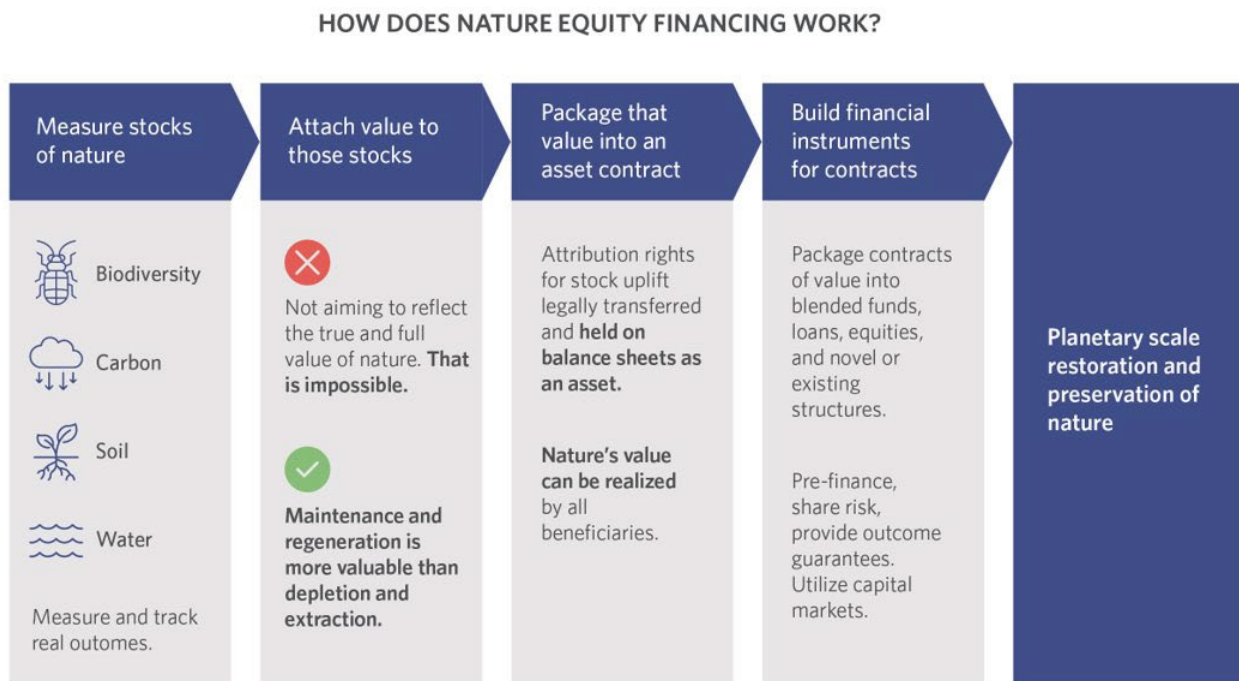 HOW DOES NATURE EQUITY FINANCING WORK?
Measure stocks
of nature
Biodiversity
Carbon
Soil
Water
Measure and track
real outcomes.
Attach value to
those stocks
Not aiming to reflect
the true and full
value of nature. That
is impossible.
Maintenance and
regeneration is
more valuable than
depletion and
extraction.
Package that
value into an
asset contract
Attribution rights
for stock uplift
legally transferred
and held on
balance sheets as
an asset.
Nature’s value
can be realized
by all
beneficiaries.
Build financial
instruments
for contracts
Package contracts
of value into
blended funds,
loans, equities,
and novel or
existing
structures.
Pre-finance,
share risk,
provide outcome
guarantees.
Utilize capital
markets.
Planetary scale
restoration and
preservation of
nature